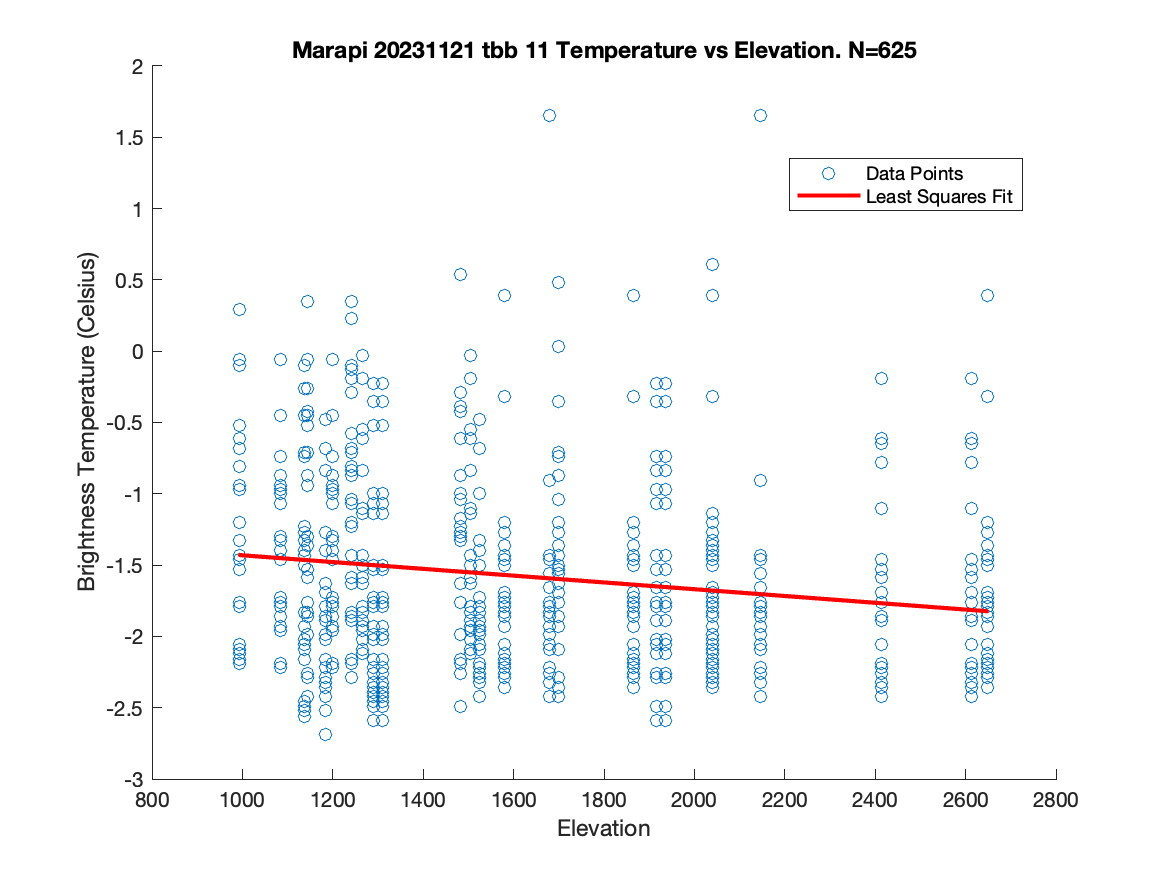 Marapi 20231121 tbb 11 Temperature vs Elevation. N=625
2
1.5
1
0.5
0
-0.5
-1
-1.5
-2
-2.5
-3
Brightness Temperature (Celsius)
Data Points
Least Squares Fit
800 1000 1200 1400 1600 1800 2000 2200 2400 2600 2800
Elevation